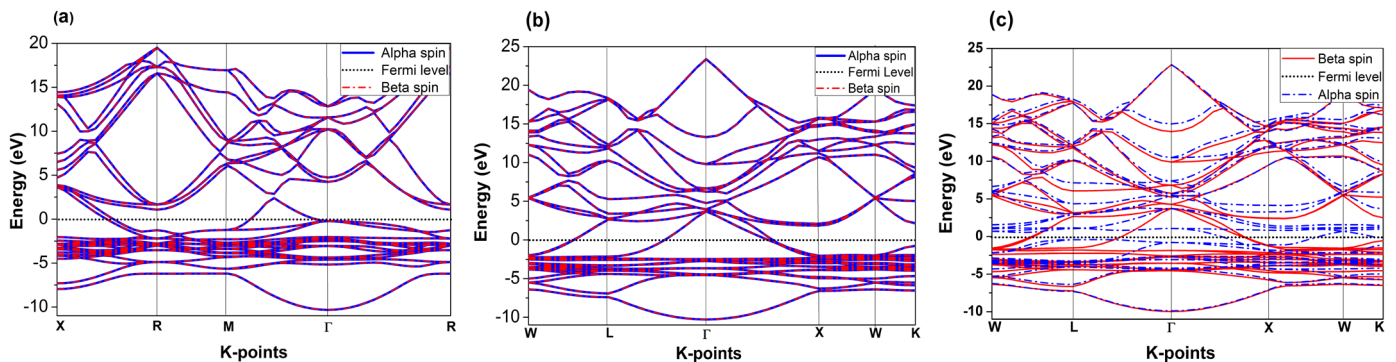 (a)
Energy (eV)
20
15
10
5
0
-5
-10
Alpha spin
Fermi level
Beta spin
X
R
M
Γ
R
K-points
(b)
Energy (eV)
25
20
15
10
5
0
-5
-10
Alpha spin
Fermi Level
Beta spin
W
L
Γ
X
W
K
K-points
(c)
Energy (eV)
25
20
15
10
5
0
-5
-10
Beta spin
Fermi level
Alpha spin
W
L
Γ
X
W
K
K-points